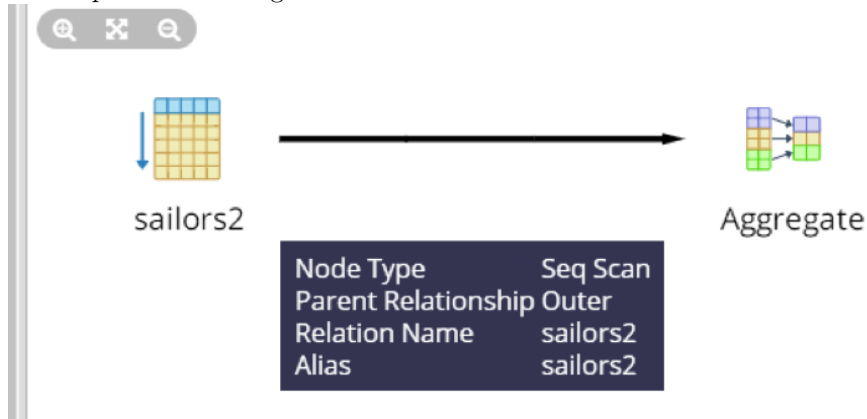 sailors2
Aggregate
Node Type Seq Scan
Parent Relationship Outer
Relation Name sailors2
Alias sailors2